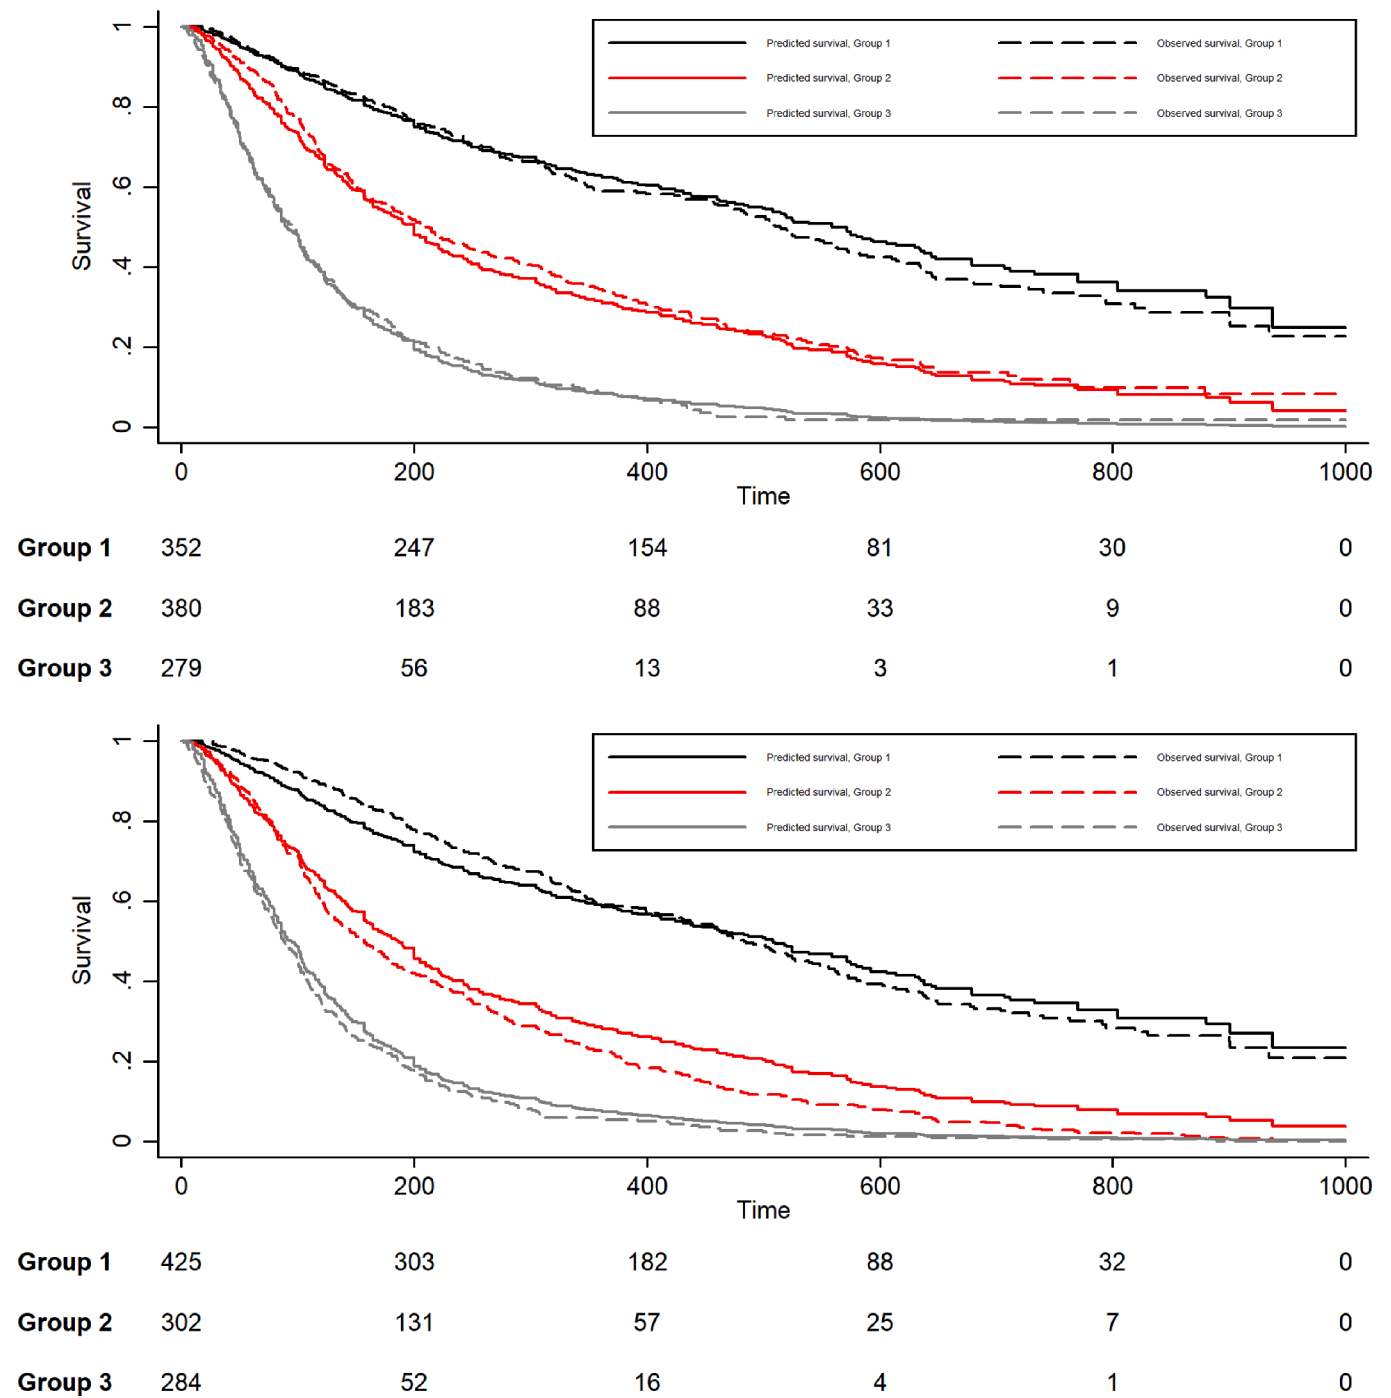 1
Predicted survival, Group 1 Observed survival, Group 1
Predicted survival, Group 2 Observed survival, Group 2
.8
Predicted survival, Group 3 Observed survival, Group 3
.6
Survival
.4
.2
0
0 200 400 600 800 1000
Time
Group 1 352 247 154 81 30 0
Group 2 380 183 88 33 9 0
Group 3 279 56 13 3 1 0
1
Predicted survival, Group 1 Observed survival, Group 1
Predicted survival, Group 2 Observed survival, Group 2
.8
Predicted survival, Group 3 Observed survival, Group 3
.6
Survival
.4
.2
0
0 200 400 600 800 1000
Time
Group 1 425 303 182 88 32 0
Group 2 302 131 57 25 7 0
Group 3 284 52 16 4 1 0